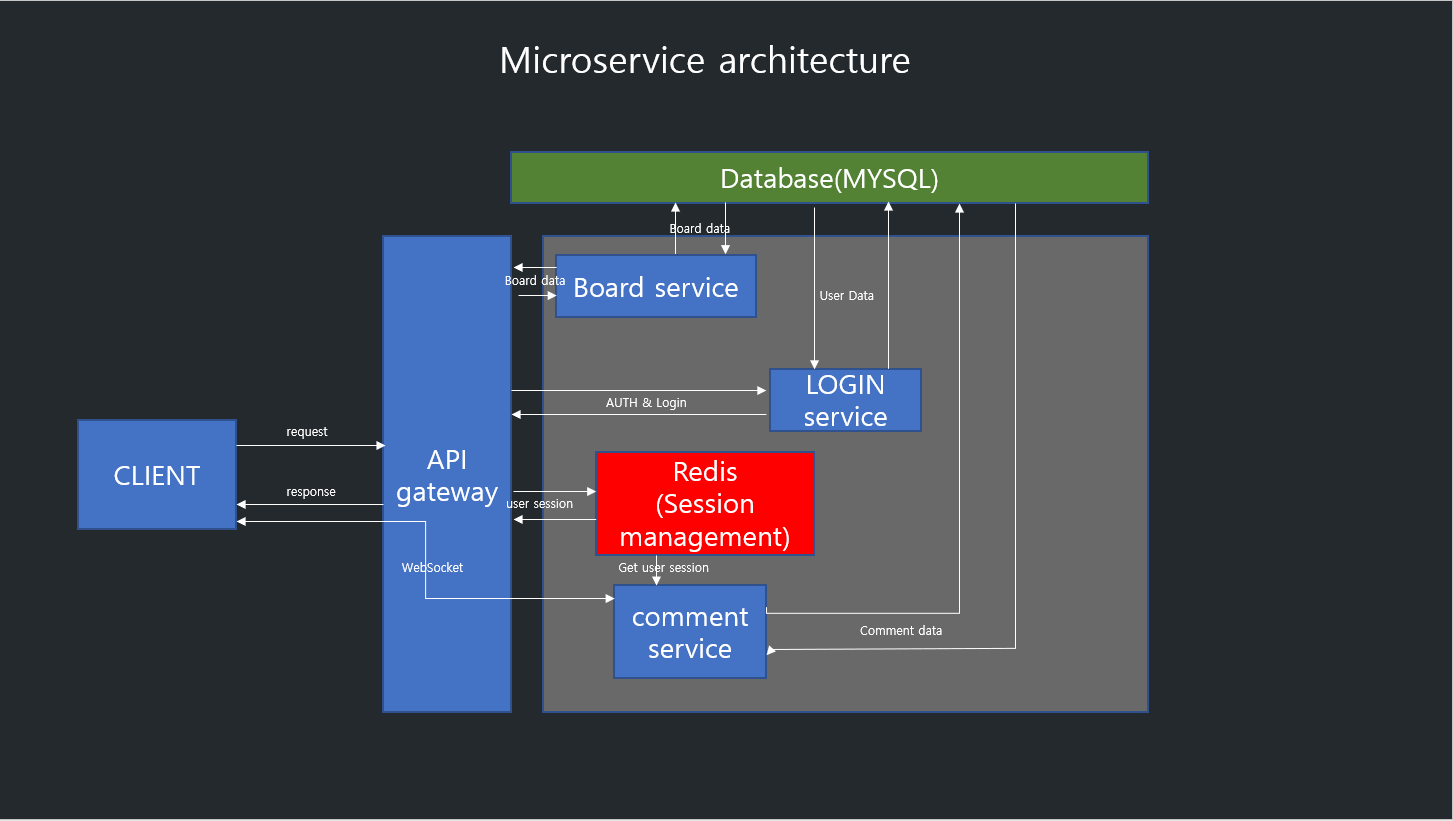 Microservice architecture
Database(MYSQL)
Board data
Board data
Board service
User Data
LOGIN
service
AUTH & Login
CLIENT
request
response
API
gateway
user session
Redis
(Session
management)
WebSocket
Get user session
comment
service
Comment data